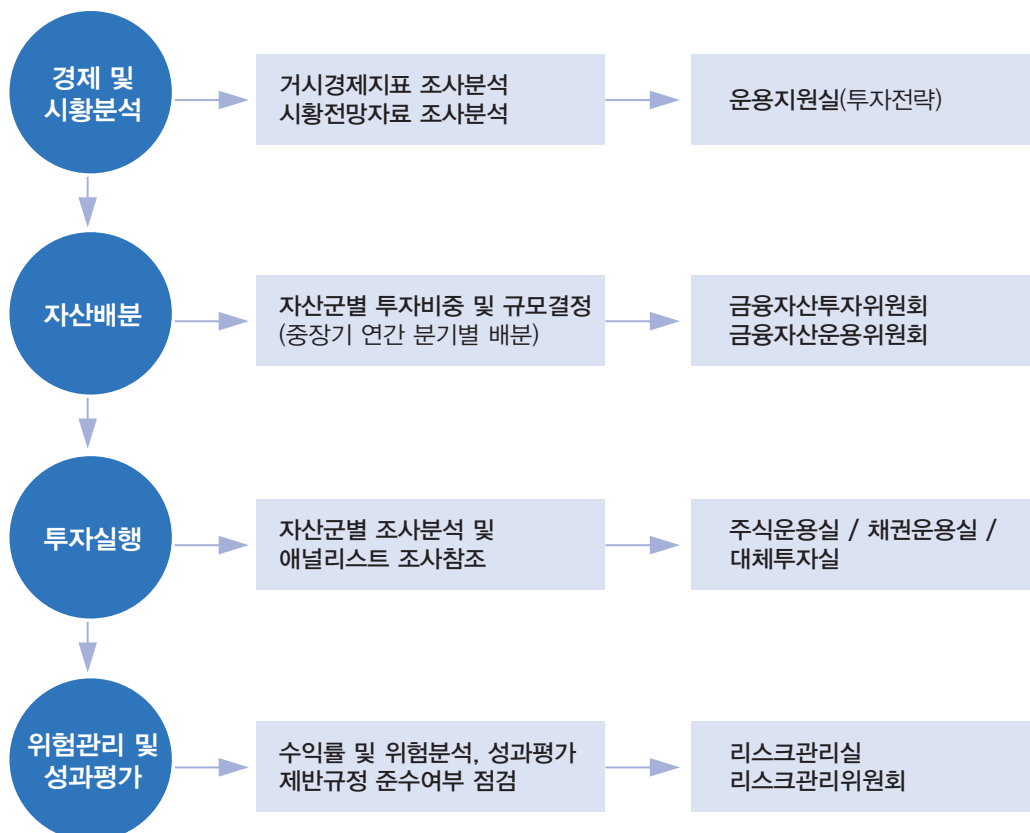 경제 및
시황분석
거시경제지표 조사분석
시황전망자료 조사분석
운용지원실(투자전략)
자산배분
자산군별 투자비중 및 규모결정
(중장기 연간 분기별 배분)
금융자산투자위원회
금융자산운용위원회
투자실행
자산군별 조사분석 및
애널리스트 조사참조
주식운용실 / 채권운용실 /
대체투자실
위험관리 및
성과평가
수익률 및 위험분석, 성과평가
제반규정 준수여부 점검
리스크관리실
리스크관리위원회